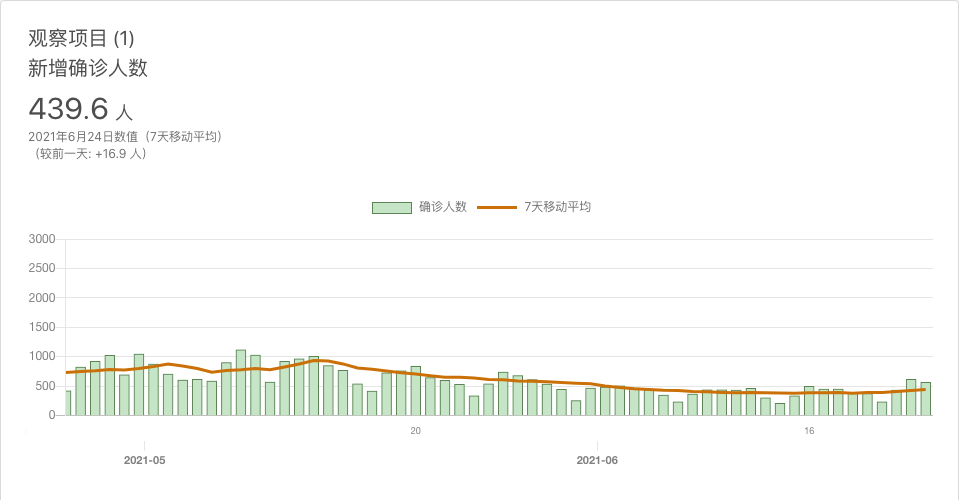 观察项目 (1)
新增确诊人数
439.6 人
2021年6月24日数值（7天移动平均）
（较前一天: +16.9 人）
确诊人数 7天移动平均
3000
2500
2000
1500
1000
500
0
20 16
2021-05 2021-06